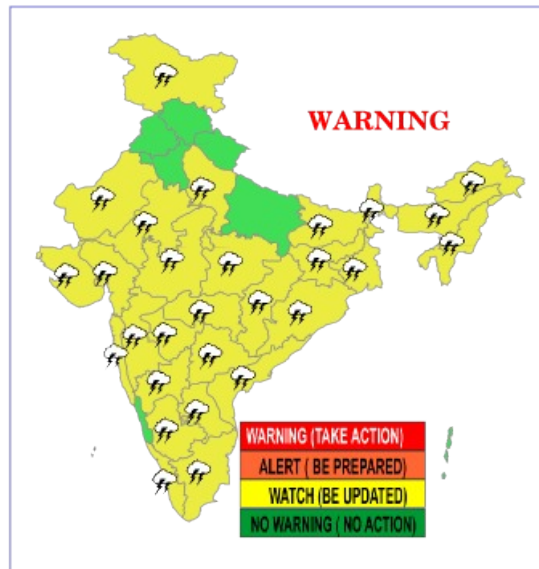 WARNING
WARNING (TAKE ACTION)
ALERT ( BE PREPARED)
WATCH (BE UPDATED)
NO WARNING ( NO ACTION)